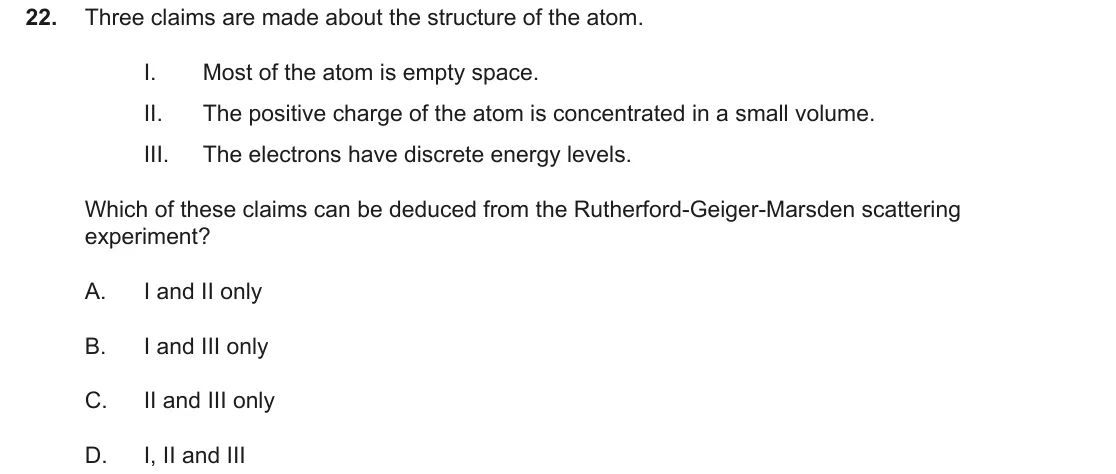 22. Three claims are made about the structure of the atom.
I. Most of the atom is empty space.
II. The positive charge of the atom is concentrated in a small volume.
III. The electrons have discrete energy levels.
Which of these claims can be deduced from the Rutherford-Geiger-Marsden scattering
experiment?
A. I and II only
B. I and III only
C. II and III only
D. I, II and III